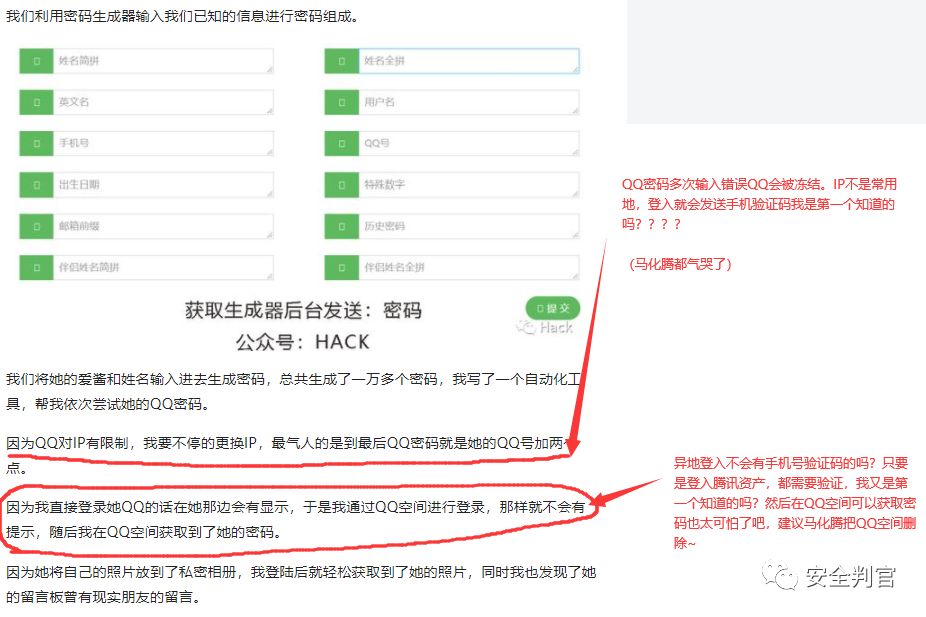 我们利用密码生成器输入我们已知的信息进行密码组成。
姓名简拼
姓名全拼
英文名
用户名
手机号
QQ号
出生日期
特殊数字
邮箱前缀
历史密码
伴侣姓名简拼
伴侣姓名全拼
获取生成器后台发送：密码
提交
Hack
公众号：HACK
我们将她的爱酱和姓名输入进去生成密码，总共生成了一万多个密码，我写了一个自动化工
具，帮我依次尝试她的QQ密码。
因为QQ对IP有限制，我要不停的更换IP，最气人的是到最后QQ密码就是她的QQ号加两个
点。
因为我直接登录她QQ的话在她那边会有显示，于是我通过QQ空间进行登录，那样就不会有
提示，随后我在QQ空间获取到了她的密码。
因为她将自己的照片放到了私密相册，我登陆后就轻松获取到了她的照片，同时我也发现了她
的留言板曾有现实朋友的留言。
QQ密码多次输入错误QQ会被冻结。IP不是常用
地，登入就会发送手机验证码我是第一个知道的
吗？？？？
（马化腾都气哭了）
异地登入不会有手机号验证码的吗？只要
是登入腾讯资产，都需要验证，我又是第
一个知道的吗？然后在QQ空间可以获取密
码也太可怕了吧，建议马化腾把QQ空间删
除~
安全判官